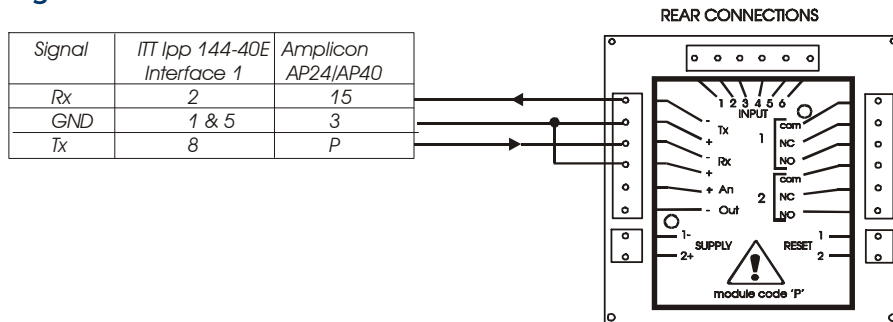 REAR CONNECTIONS
Signal ITT Ipp 144-40E Amplicon
Interface 1 AP24/AP40
Rx 2 15
GND 1 & 5 3
Tx 8 P
1 2 3 4 5 6
INPUT
- Tx
+
- Rx
+
+ An
- Out
1 com
NC
NO
2 com
NC
NO
1-
2+ SUPPLY
RESET 1
2
module code 'P'